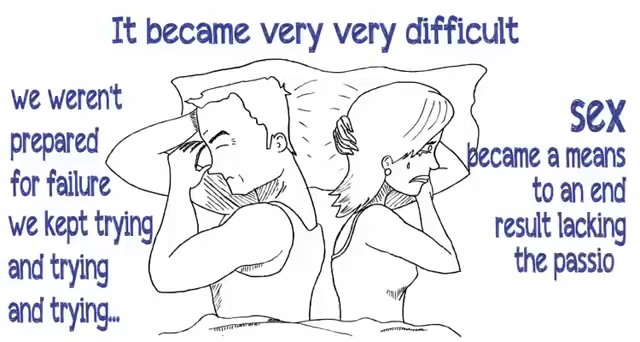 It became very very difficult
we weren't
prepared
for failure
we kept trying
and trying
and trying...
sex
became a means
to an end
result lacking
the passio